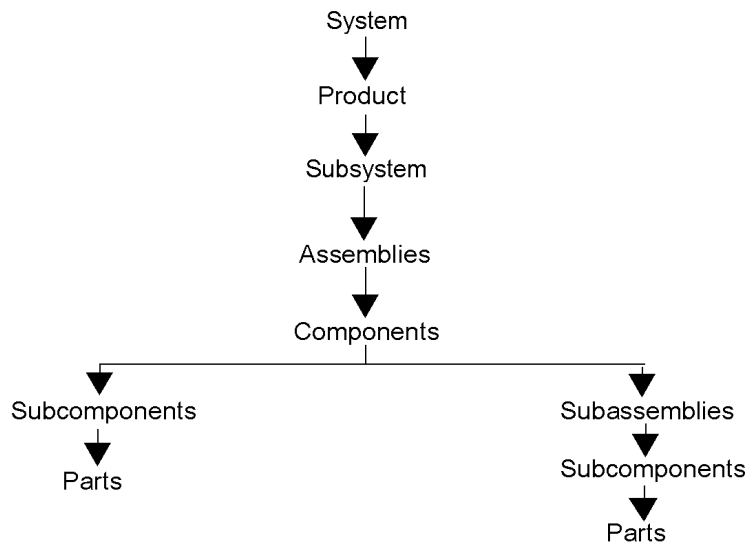 System
Product
Subsystem
Assemblies
Components
Subcomponents
Subassemblies
Parts
Subcomponents
Parts